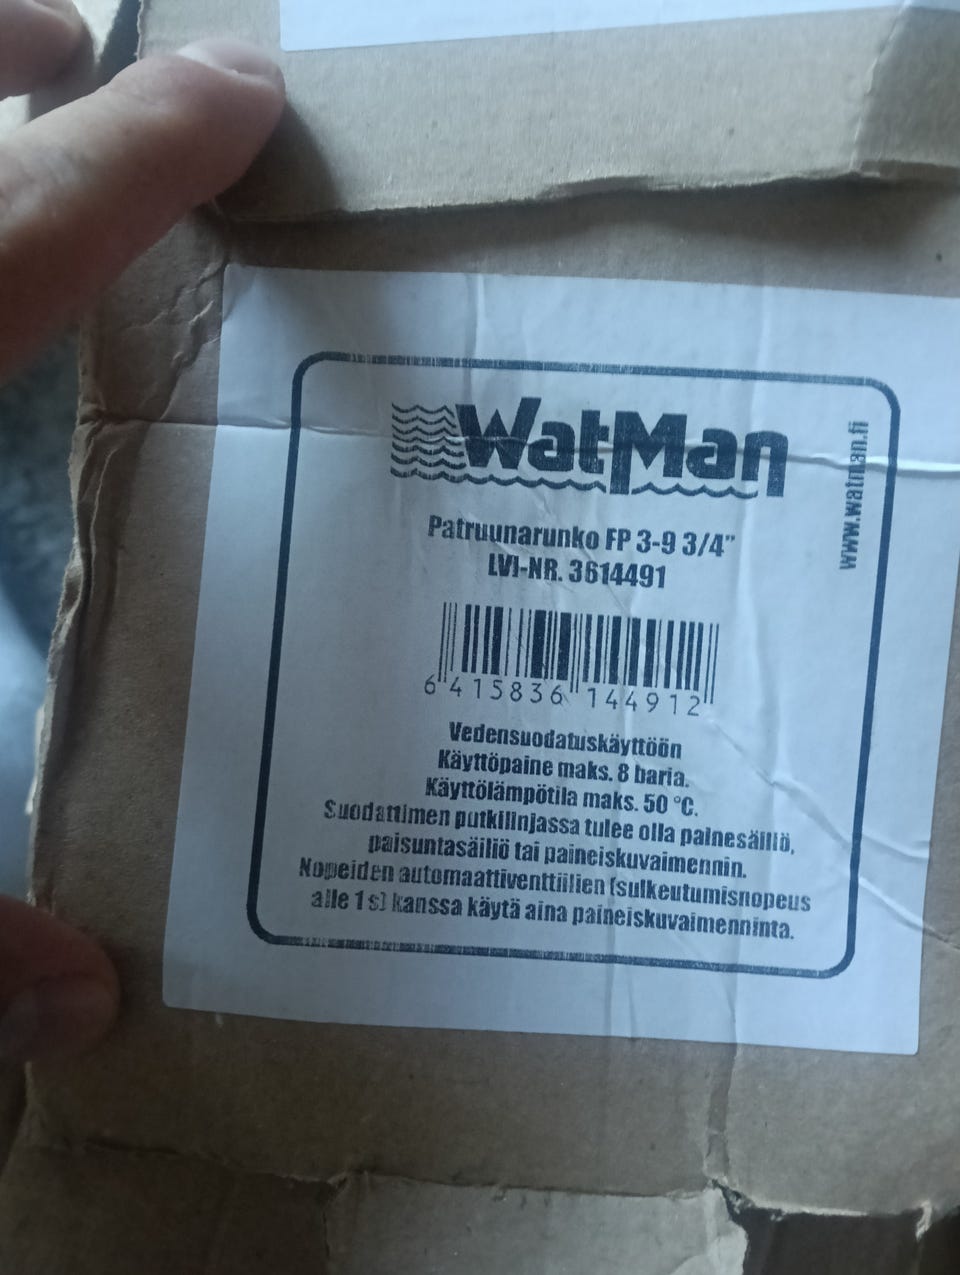 WatMan
www.watman.fi
Patruunarunko FP 3-9 3/4"
LVI-NR. 3614491
6 415836 144912
Vedensuodatuskäyttöön
Käyttöpaine maks. 8 baria.
Käyttölämpötila maks. 50 °C.
Suodattimen putkilinjassa tulee olla painesäiliö,
paisuntasäiliö tai paineiskuvaimennin.
Nopeiden automaattiventtiilien (sulkeutumisnopeus
alle 1 s) kanssa käytä aina paineiskuvaimenninta.